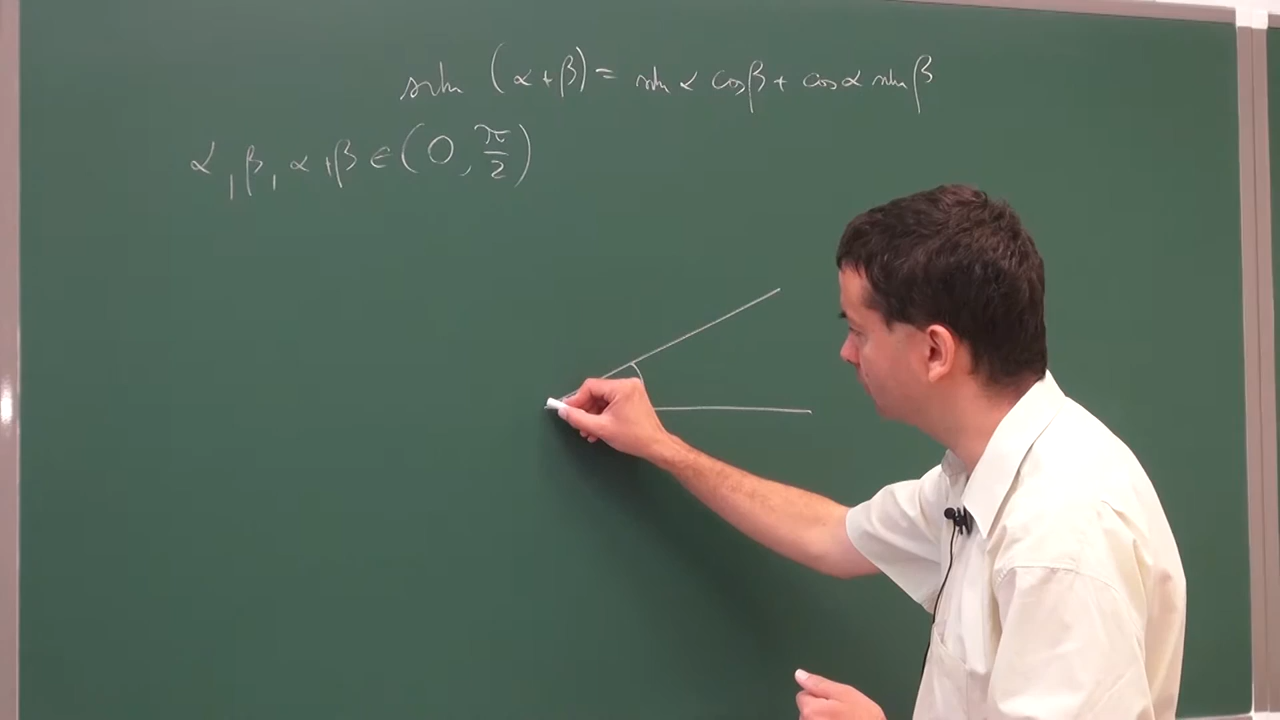 sin (α+β) = sin α cos β + cos α sin β
α, β, α+β ∈ (0, π/2)